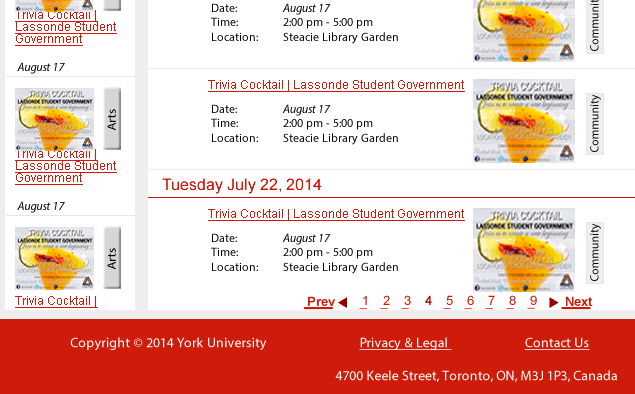 Trivia Cocktail |
Lassonde Student
Government
August 17
TRIVIA COCKTAIL
LASSONDE STUDENT GOVERNMENT
Arts
Trivia Cocktail |
Lassonde Student
Government
August 17
TRIVIA COCKTAIL
LASSONDE STUDENT GOVERNMENT
Arts
Trivia Cocktail |
Date: August 17
Time: 2:00 pm - 5:00 pm
Location: Steacie Library Garden
Community
Trivia Cocktail | Lassonde Student Government
Date: August 17
Time: 2:00 pm - 5:00 pm
Location: Steacie Library Garden
TRIVIA COCKTAIL
LASSONDE STUDENT GOVERNMENT
Community
Tuesday July 22, 2014
Trivia Cocktail | Lassonde Student Government
Date: August 17
Time: 2:00 pm - 5:00 pm
Location: Steacie Library Garden
TRIVIA COCKTAIL
LASSONDE STUDENT GOVERNMENT
Community
Prev 1 2 3 4 5 6 7 8 9 Next
Copyright © 2014 York University Privacy & Legal Contact Us
4700 Keele Street, Toronto, ON, M3J 1P3, Canada